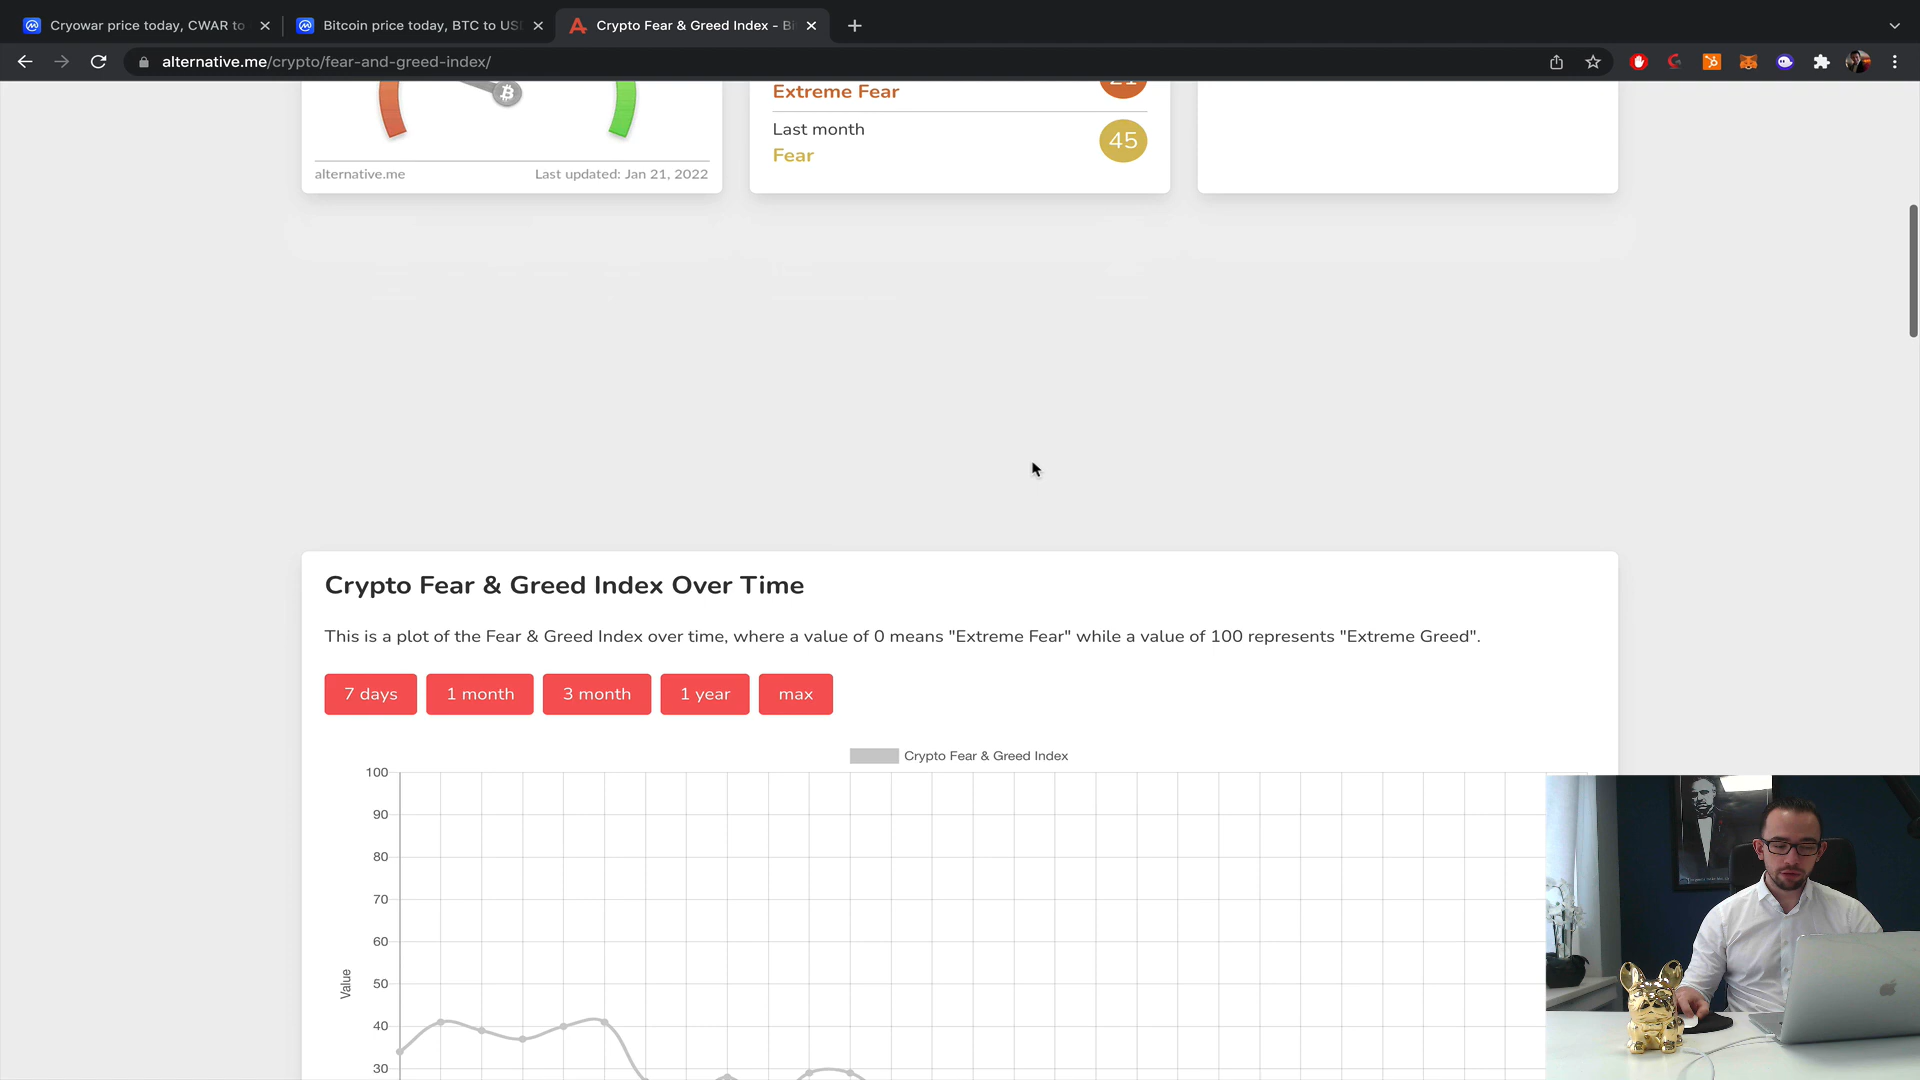 Cryowar price today, CWAR to
Bitcoin price today, BTC to US
Crypto Fear & Greed Index - B
alternative.me/crypto/fear-and-greed-index/
Extreme Fear
21
Last month
Fear
45
alternative.me
Last updated: Jan 21, 2022
Crypto Fear & Greed Index Over Time
This is a plot of the Fear & Greed Index over time, where a value of 0 means "Extreme Fear" while a value of 100 represents "Extreme Greed".
7 days
1 month
3 month
1 year
max
Crypto Fear & Greed Index
100
90
80
70
60
50
40
30
Value